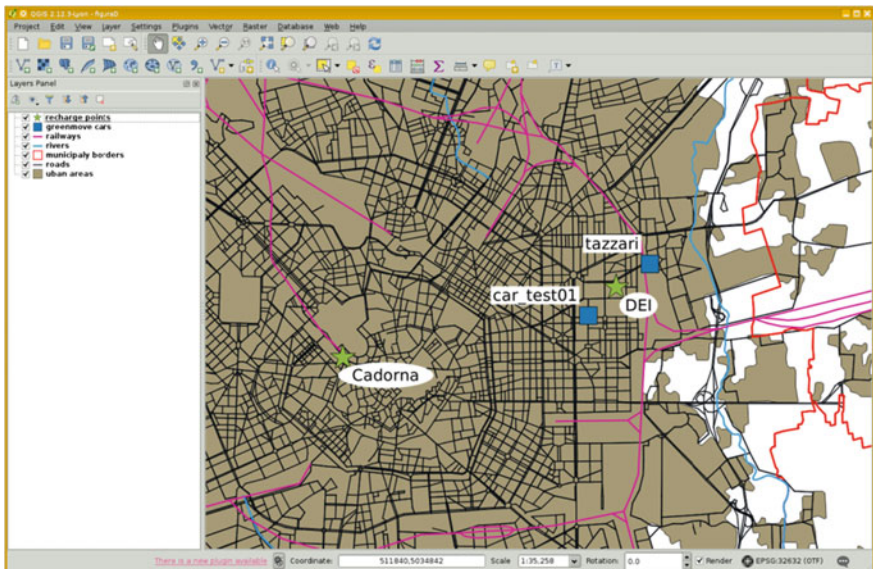 QGIS 2.12.3-Lyon - figura0
Project Edit View Layer Settings Plugins Vector Raster Database Web Help
Layers Panel
recharge points
greenmove cars
railways
rivers
municipaly borders
roads
uban areas
tazzari
car_test01
DEI
Cadorna
There is a new plugin available Coordinate: 511840,5034842 Scale 1:35,258 Rotation: 0.0 Render EPSG:32632 (OTF)